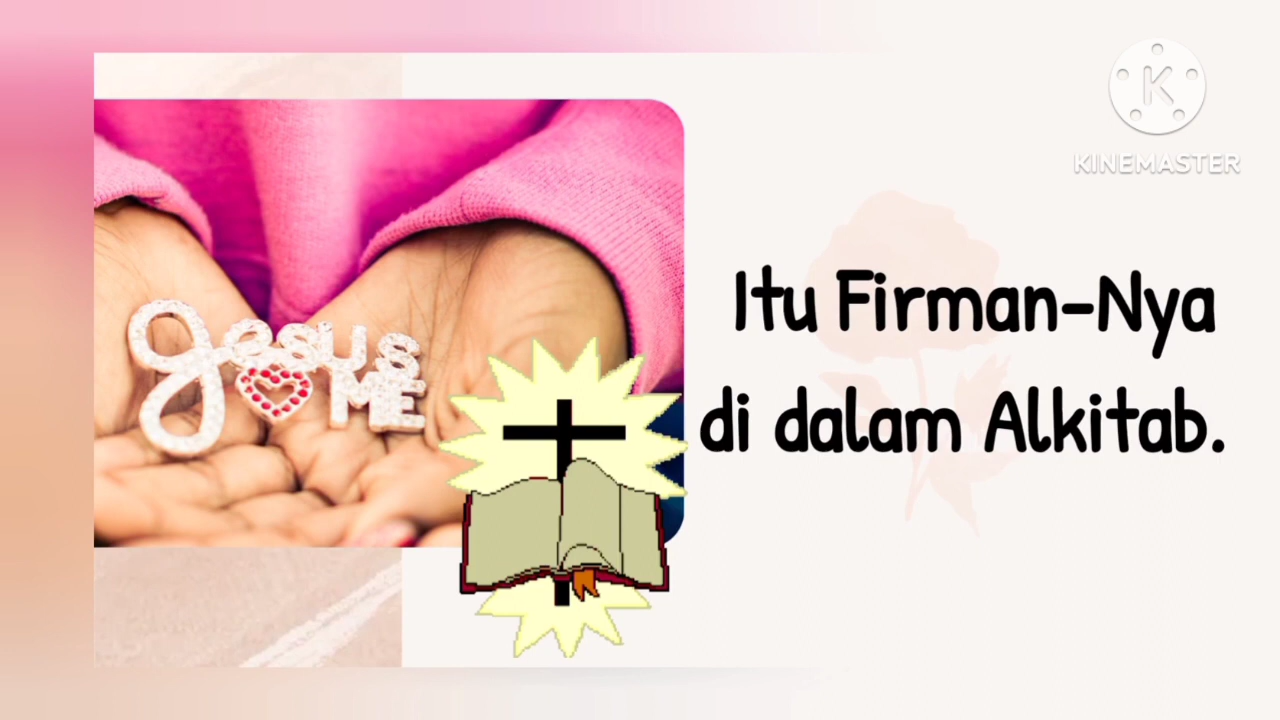 K
KINEMASTER
Jesus
ME
Itu Firman-Nya
di dalam Alkitab.